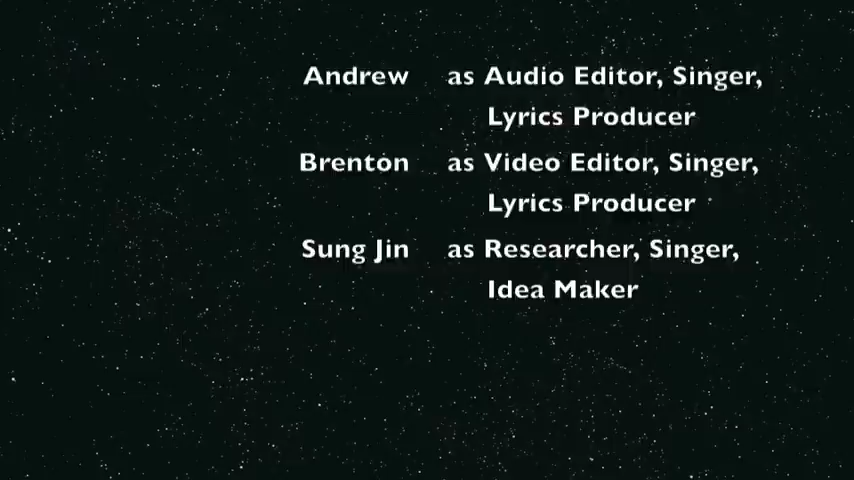 Andrew as Audio Editor, Singer,
Lyrics Producer
Brenton as Video Editor, Singer,
Lyrics Producer
Sung Jin as Researcher, Singer,
Idea Maker